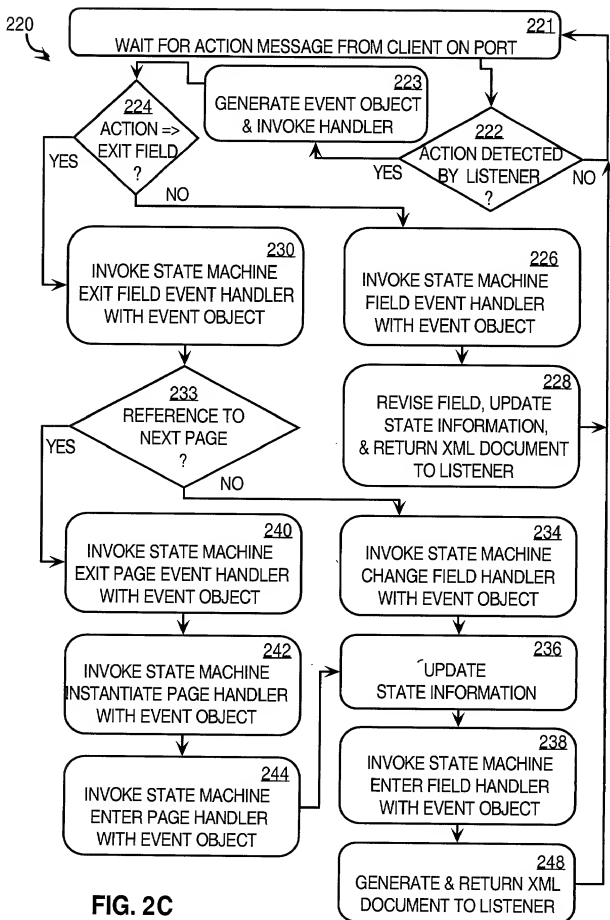 220
221
WAIT FOR ACTION MESSAGE FROM CLIENT ON PORT
223
GENERATE EVENT OBJECT
& INVOKE HANDLER
224
ACTION =>
EXIT FIELD
?
YES
NO
222
ACTION DETECTED
BY LISTENER
?
YES
NO
230
INVOKE STATE MACHINE
EXIT FIELD EVENT HANDLER
WITH EVENT OBJECT
226
INVOKE STATE MACHINE
FIELD EVENT HANDLER
WITH EVENT OBJECT
233
REFERENCE TO
NEXT PAGE
?
YES
NO
228
REVISE FIELD, UPDATE
STATE INFORMATION,
& RETURN XML DOCUMENT
TO LISTENER
240
INVOKE STATE MACHINE
EXIT PAGE EVENT HANDLER
WITH EVENT OBJECT
234
INVOKE STATE MACHINE
CHANGE FIELD HANDLER
WITH EVENT OBJECT
242
INVOKE STATE MACHINE
INSTANTIATE PAGE HANDLER
WITH EVENT OBJECT
236
UPDATE
STATE INFORMATION
244
INVOKE STATE MACHINE
ENTER PAGE HANDLER
WITH EVENT OBJECT
238
INVOKE STATE MACHINE
ENTER FIELD HANDLER
WITH EVENT OBJECT
248
GENERATE & RETURN XML
DOCUMENT TO LISTENER
FIG. 2C